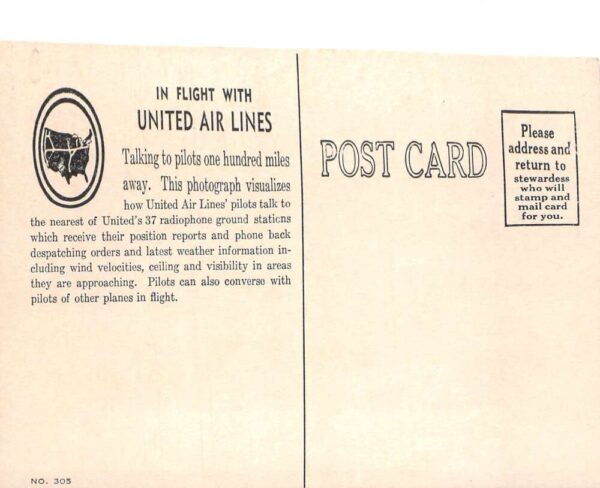 IN FLIGHT WITH
UNITED AIR LINES
Talking to pilots one hundred miles
away. This photograph visualizes
how United Air Lines' pilots talk to
the nearest of United's 37 radiophone ground stations
which receive their position reports and phone back
despatching orders and latest weather information in-
cluding wind velocities, ceiling and visibility in areas
they are approaching. Pilots can also converse with
pilots of other planes in flight.
NO. 305
POST CARD
Please
address and
return to
stewardess
who will
stamp and
mail card
for you.